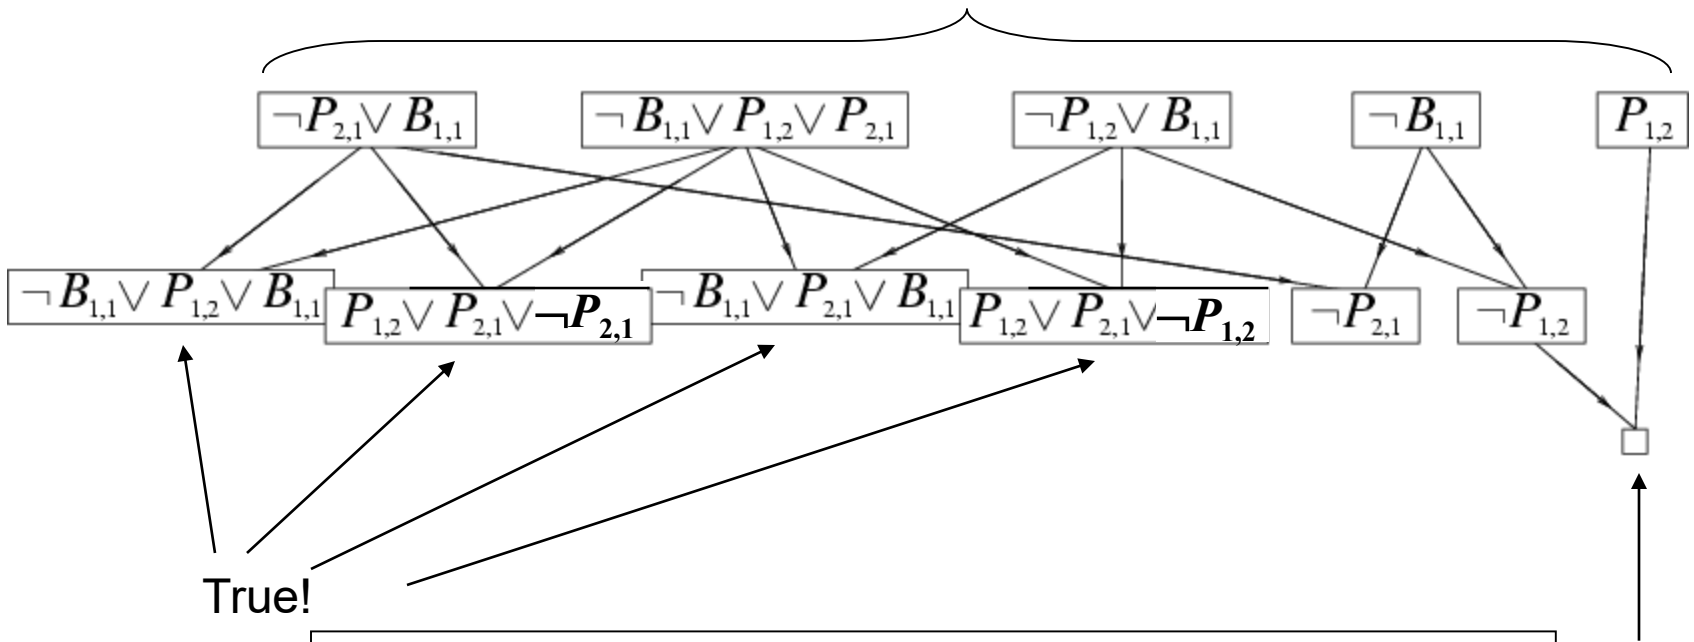 ¬P2,1 ∨ B1,1
¬B1,1 ∨ P1,2 ∨ P2,1
¬P1,2 ∨ B1,1
¬B1,1
P1,2
¬B1,1 ∨ P1,2 ∨ B1,1
P1,2 ∨ P2,1 ∨ ¬P2,1
¬B1,1 ∨ P2,1 ∨ B1,1
P1,2 ∨ P2,1 ∨ ¬P1,2
¬P2,1
¬P1,2
True!